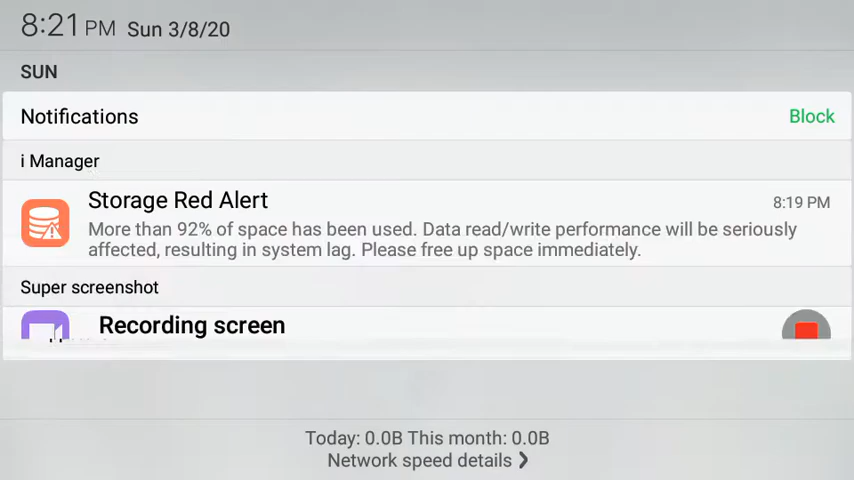 8:21 PM Sun 3/8/20
SUN
Notifications Block
i Manager
Storage Red Alert 8:19 PM
More than 92% of space has been used. Data read/write performance will be seriously
affected, resulting in system lag. Please free up space immediately.
Super screenshot
Recording screen
Today: 0.0B This month: 0.0B
Network speed details